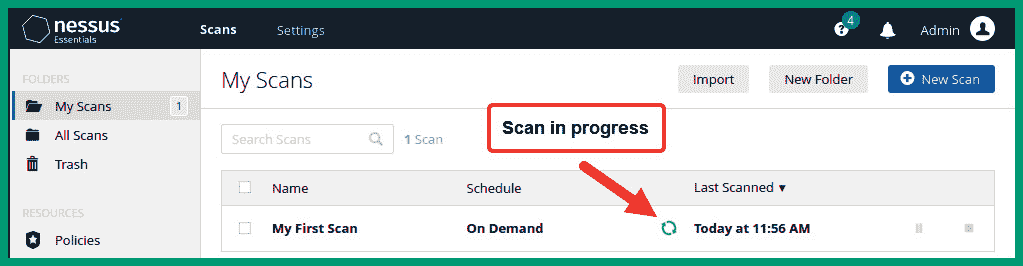 nessus
Essentials
Scans
Settings
4
Admin
FOLDERS
My Scans
1
All Scans
Trash
RESOURCES
Policies
My Scans
Import
New Folder
New Scan
Search Scans
1 Scan
Scan in progress
Name
Schedule
Last Scanned ▼
My First Scan
On Demand
Today at 11:56 AM